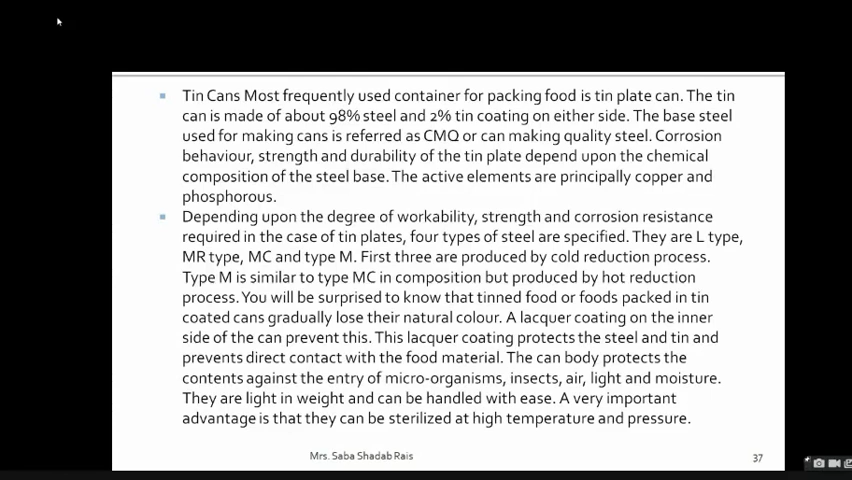 Tin Cans Most frequently used container for packing food is tin plate can. The tin
can is made of about 98% steel and 2% tin coating on either side. The base steel
used for making cans is referred as CMQ or can making quality steel. Corrosion
behaviour, strength and durability of the tin plate depend upon the chemical
composition of the steel base. The active elements are principally copper and
phosphorous.
Depending upon the degree of workability, strength and corrosion resistance
required in the case of tin plates, four types of steel are specified. They are L type,
MR type, MC and type M. First three are produced by cold reduction process.
Type M is similar to type MC in composition but produced by hot reduction
process. You will be surprised to know that tinned food or foods packed in tin
coated cans gradually lose their natural colour. A lacquer coating on the inner
side of the can prevent this. This lacquer coating protects the steel and tin and
prevents direct contact with the food material. The can body protects the
contents against the entry of micro-organisms, insects, air, light and moisture.
They are light in weight and can be handled with ease. A very important
advantage is that they can be sterilized at high temperature and pressure.
Mrs. Saba Shadab Rais
37